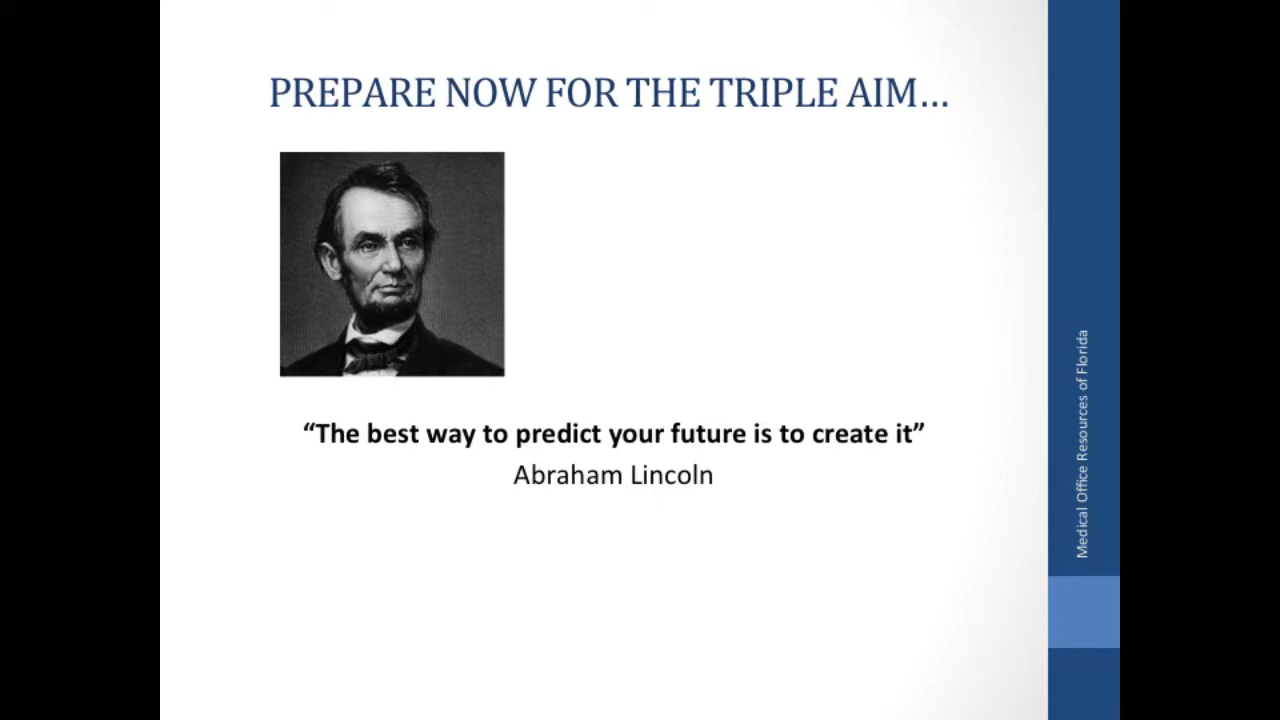 PREPARE NOW FOR THE TRIPLE AIM…
“The best way to predict your future is to create it”
Abraham Lincoln
Medical Office Resources of Florida